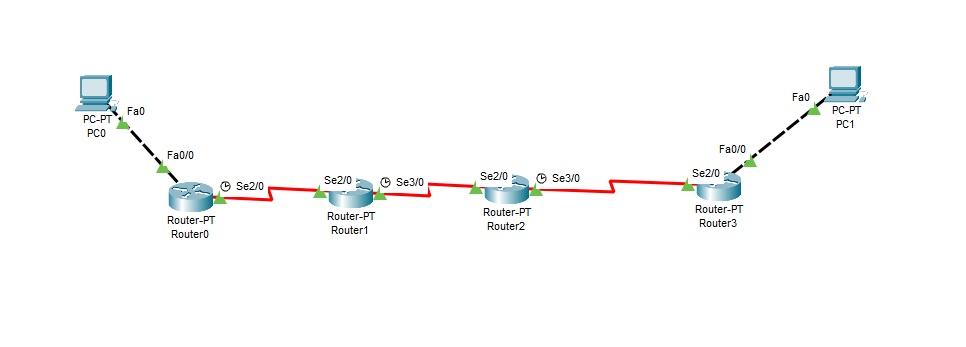 Fa0
PC-PT
PC0
Fa0/0
Se2/0
Router-PT
Router0
Se2/0
Se3/0
Router-PT
Router1
Se2/0
Se3/0
Router-PT
Router2
Se2/0
Fa0/0
Router-PT
Router3
Fa0
PC-PT
PC1